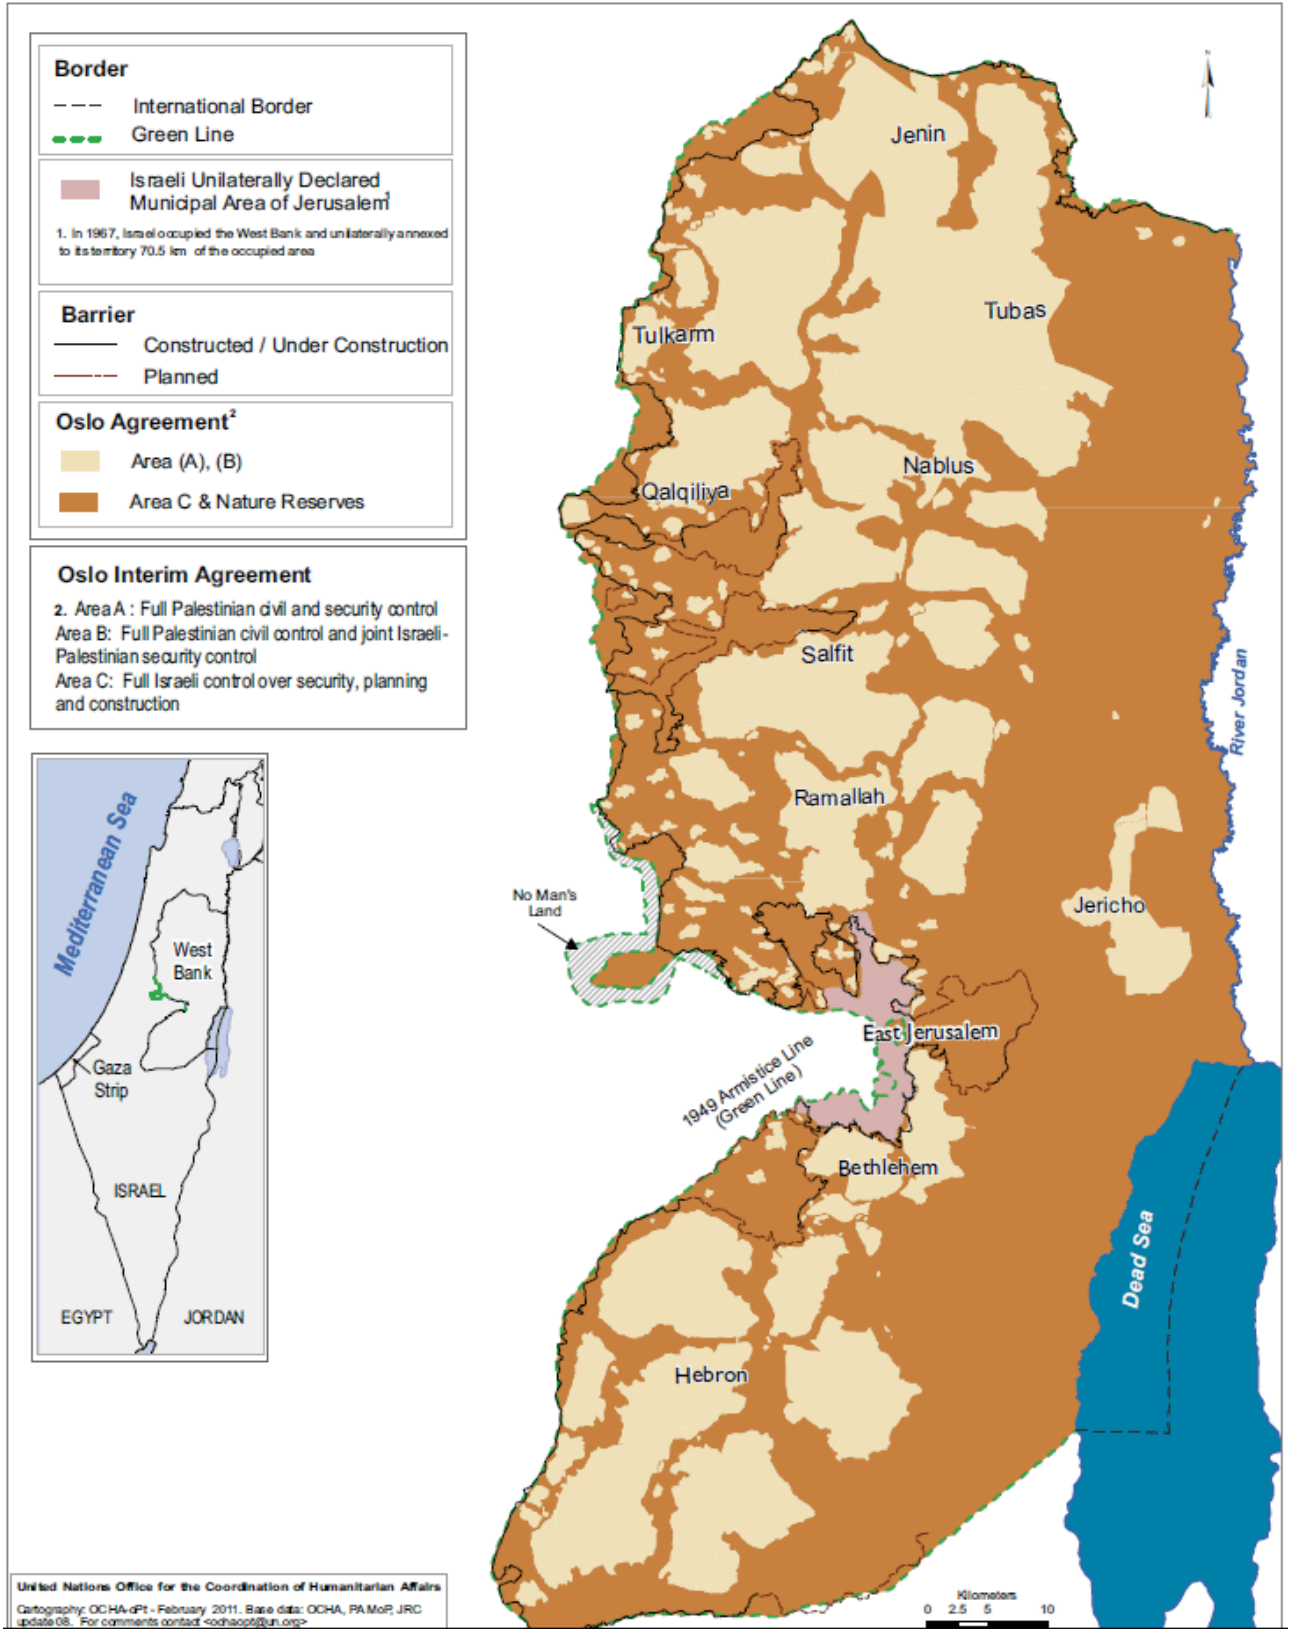 Border
International Border
Green Line
Israeli Unilaterally Declared
Municipal Area of Jerusalem1
1. In 1967, Israel occupied the West Bank and unilaterally annexed
to its territory 70.5 km of the occupied area
Barrier
Constructed / Under Construction
Planned
Oslo Agreement2
Area (A), (B)
Area C & Nature Reserves
Oslo Interim Agreement
2. Area A : Full Palestinian civil and security control
Area B: Full Palestinian civil control and joint Israeli-
Palestinian security control
Area C: Full Israeli control over security, planning
and construction
Mediterranean Sea
West
Bank
Gaza
Strip
ISRAEL
EGYPT
JORDAN
N
Jenin
Tubas
Tulkarm
Nablus
Qalqiliya
Salfit
River Jordan
Ramallah
No Man's
Land
Jericho
East Jerusalem
1949 Armistice Line
(Green Line)
Bethlehem
Dead Sea
Hebron
United Nations Office for the Coordination of Humanitarian Affairs
Cartography: OCHA-oPt - February 2011. Base data: OCHA, PA MoP, JRC
update 08. For comments contact <ochaopt@un.org>
Kilometers
0 2.5 5 10